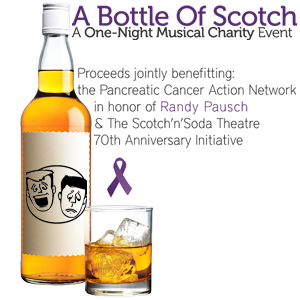 A Bottle Of Scotch
A One-Night Musical Charity Event
Proceeds jointly benefitting:
the Pancreatic Cancer Action Network
in honor of Randy Pausch
& The Scotch'n'Soda Theatre
70th Anniversary Initiative